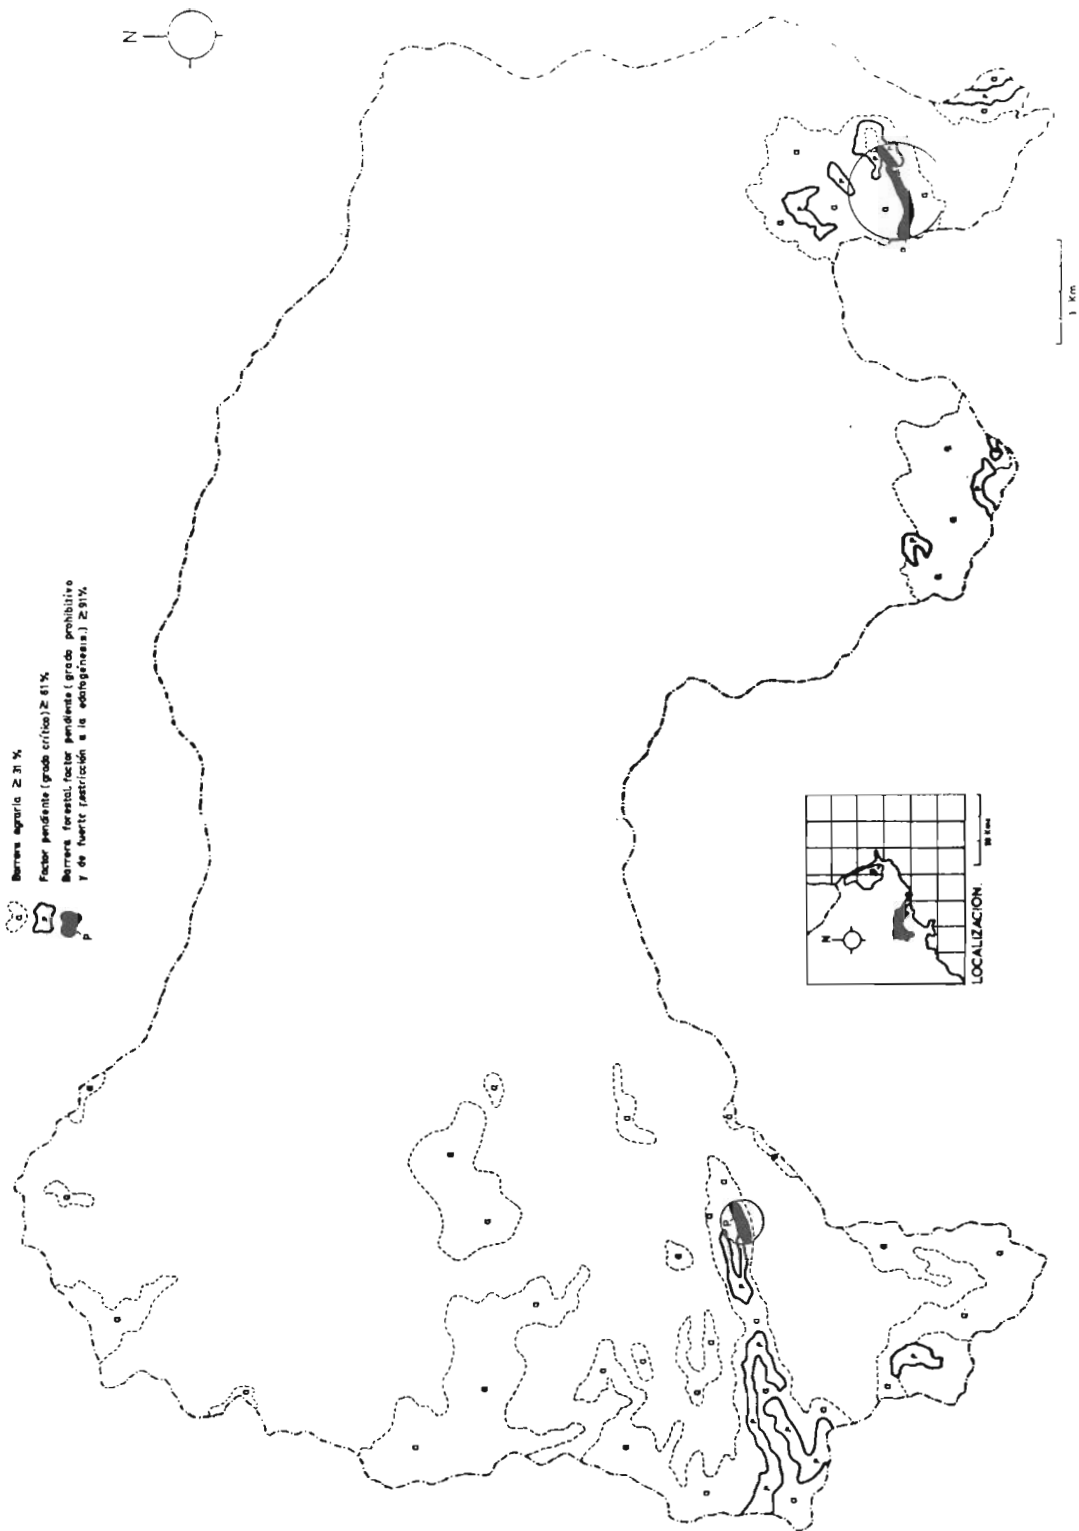 N
Barrera agraria ≥ 31 %
Factor pendiente (grado crítico) ≥ 61 %
Barrera forestal, factor pendiente (grado prohibitivo
y de fuerte restricción a la edafogénesis.) ≥ 91 %
a
P
P
1 Km
N
LOCALIZACION.